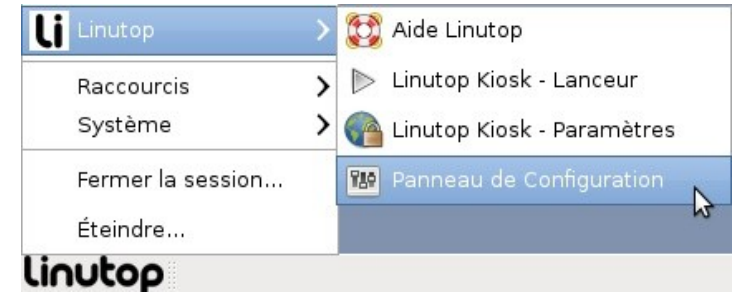 Li Linutop
Raccourcis
Système
Fermer la session...
Éteindre...
Aide Linutop
Linutop Kiosk - Lanceur
Linutop Kiosk - Paramètres
Panneau de Configuration
Linutop